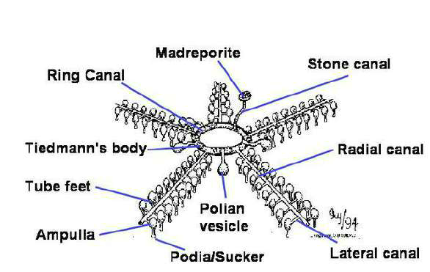 Madreporite
Stone canal
Ring Canal
Tiedmann's body
Radial canal
Tube feet
Polian
vesicle
Ampulla
Podia/Sucker
Lateral canal